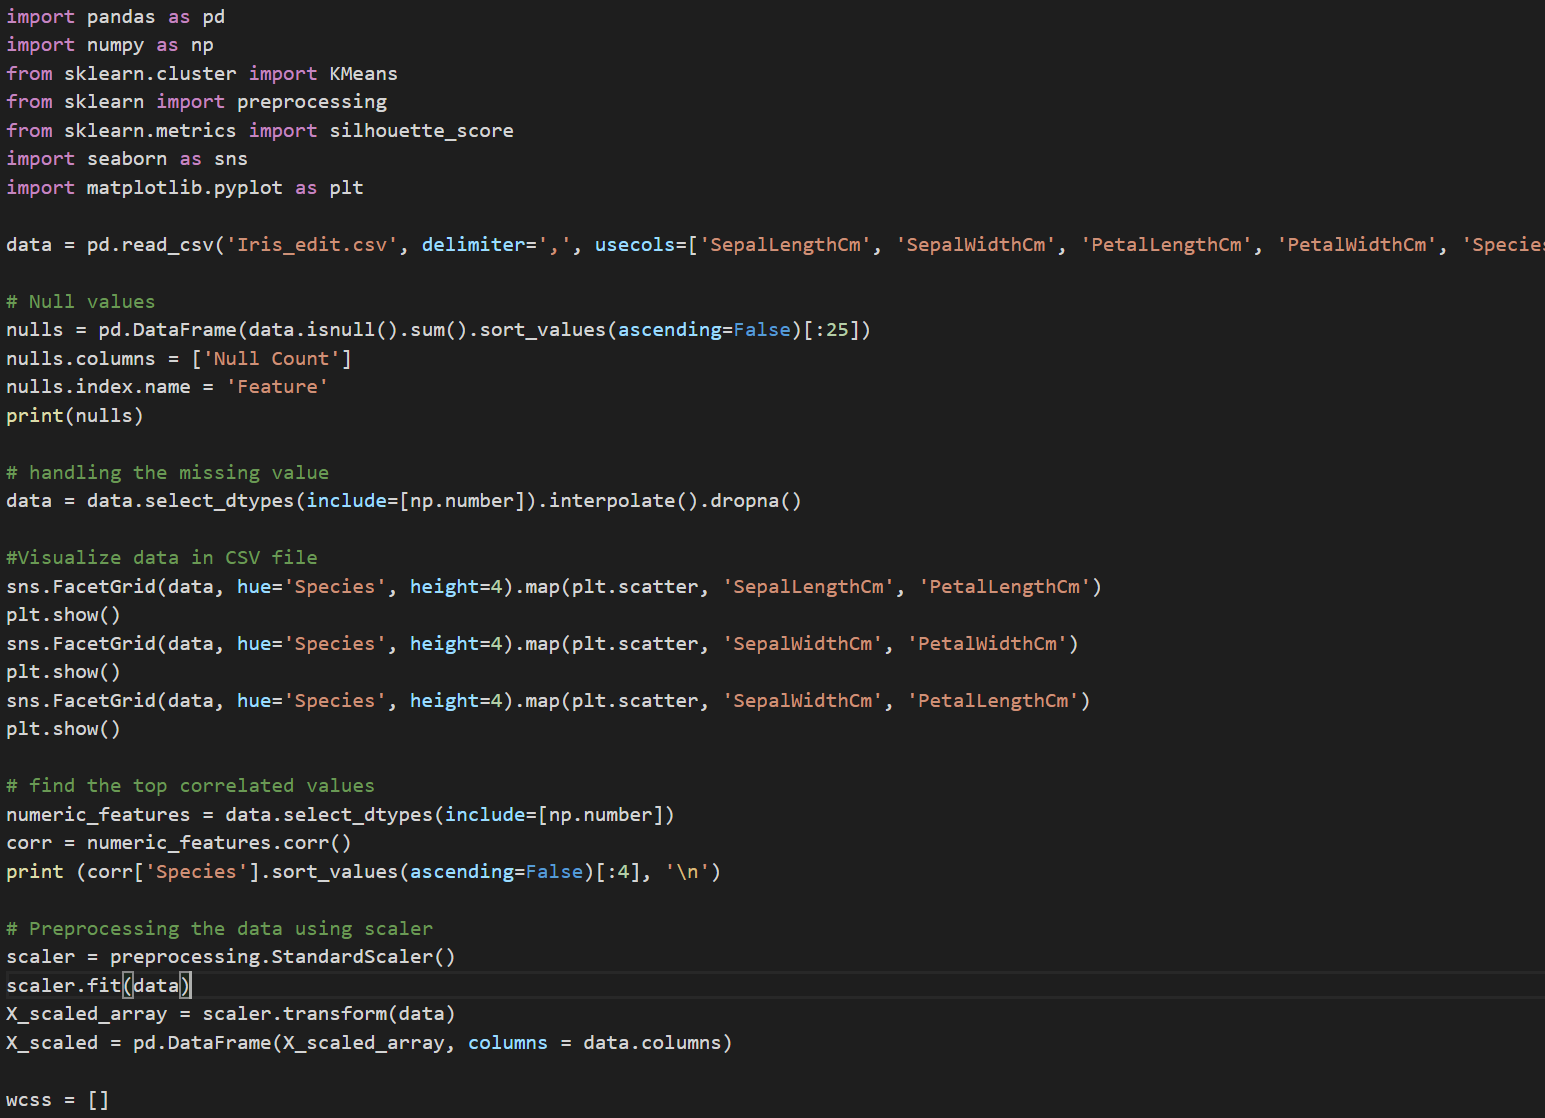 import pandas as pd
import numpy as np
from sklearn.cluster import KMeans
from sklearn import preprocessing
from sklearn.metrics import silhouette_score
import seaborn as sns
import matplotlib.pyplot as plt
data = pd.read_csv('Iris_edit.csv', delimiter=',', usecols=['SepalLengthCm', 'SepalWidthCm', 'PetalLengthCm', 'PetalWidthCm', 'Species
# Null values
nulls = pd.DataFrame(data.isnull().sum().sort_values(ascending=False)[:25])
nulls.columns = ['Null Count']
nulls.index.name = 'Feature'
print(nulls)
# handling the missing value
data = data.select_dtypes(include=[np.number]).interpolate().dropna()
#Visualize data in CSV file
sns.FacetGrid(data, hue='Species', height=4).map(plt.scatter, 'SepalLengthCm', 'PetalLengthCm')
plt.show()
sns.FacetGrid(data, hue='Species', height=4).map(plt.scatter, 'SepalWidthCm', 'PetalWidthCm')
plt.show()
sns.FacetGrid(data, hue='Species', height=4).map(plt.scatter, 'SepalWidthCm', 'PetalLengthCm')
plt.show()
# find the top correlated values
numeric_features = data.select_dtypes(include=[np.number])
corr = numeric_features.corr()
print (corr['Species'].sort_values(ascending=False)[:4], '\n')
# Preprocessing the data using scaler
scaler = preprocessing.StandardScaler()
scaler.fit(data)
X_scaled_array = scaler.transform(data)
X_scaled = pd.DataFrame(X_scaled_array, columns = data.columns)
wcss = []